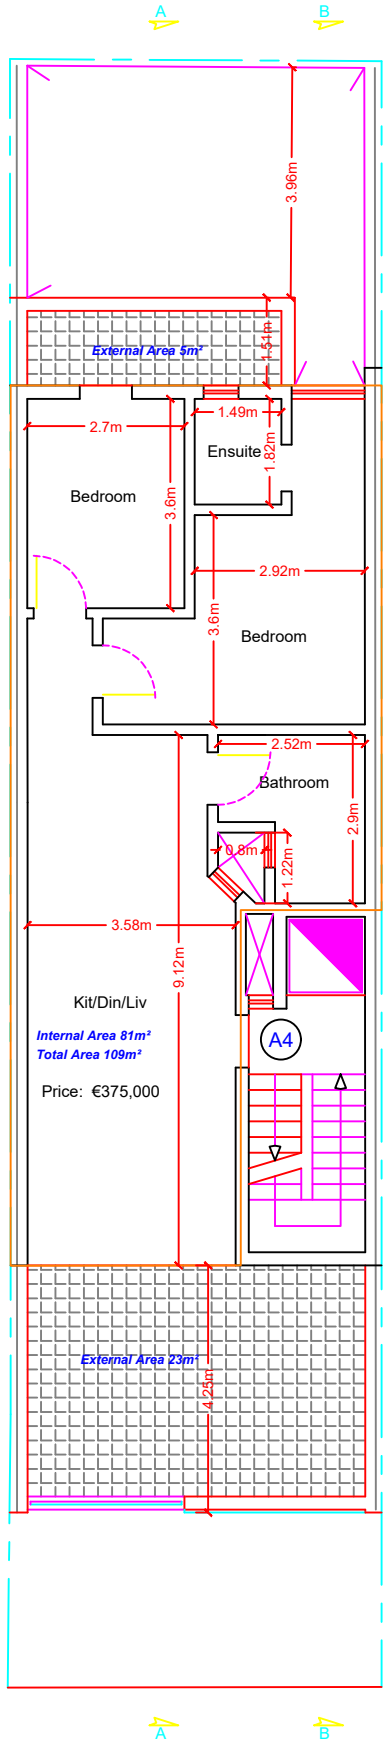 A B
3.96m
1.51m
External Area 5m²
1.49m
2.7m
1.82m
Ensuite
Bedroom
3.6m
2.92m
3.6m
Bedroom
2.52m
Bathroom
2.9m
0.8m
1.22m
3.58m
9.12m
Kit/Din/Liv
Internal Area 81m²
A4
Total Area 109m²
Price: €375,000
External Area 23m²
4.25m
A B